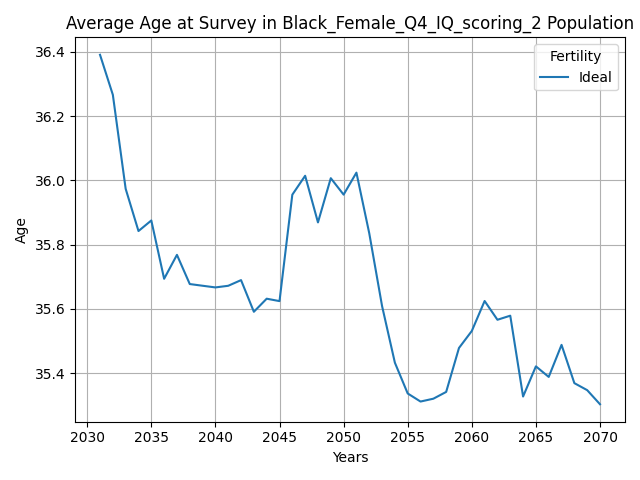 Average Age at Survey in Black_Female_Q4_IQ_scoring_2 Population
Fertility
Ideal
36.4
36.2
36.0
35.8
35.6
35.4
Age
2030 2035 2040 2045 2050 2055 2060 2065 2070
Years